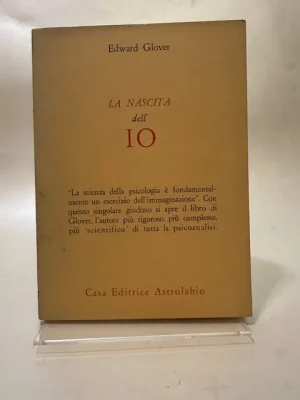 Edward Glover
LA NASCITA
dell'
IO
"La scienza della psicologia è fondamental-
mente un esercizio dell'immaginazione". Con
questo singolare giudizio si apre il libro di
Glover, l'autore più rigoroso, più complesso,
più 'scientifico' di tutta la psicoanalisi.
Casa Editrice Astrolabio